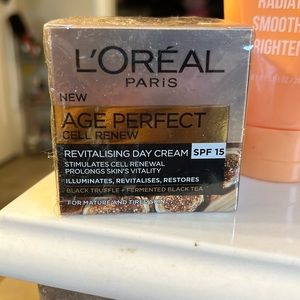 L'ORÉAL
PARIS
NEW
AGE PERFECT
CELL RENEW
REVITALISING DAY CREAM SPF 15
STIMULATES CELL RENEWAL
PROLONGS SKIN'S VITALITY
ILLUMINATES, REVITALISES, RESTORES
BLACK TRUFFLE + FERMENTED BLACK TEA
FOR MATURE AND TIRED SKIN
RADIA
SMOOTH
BRIGHTEN